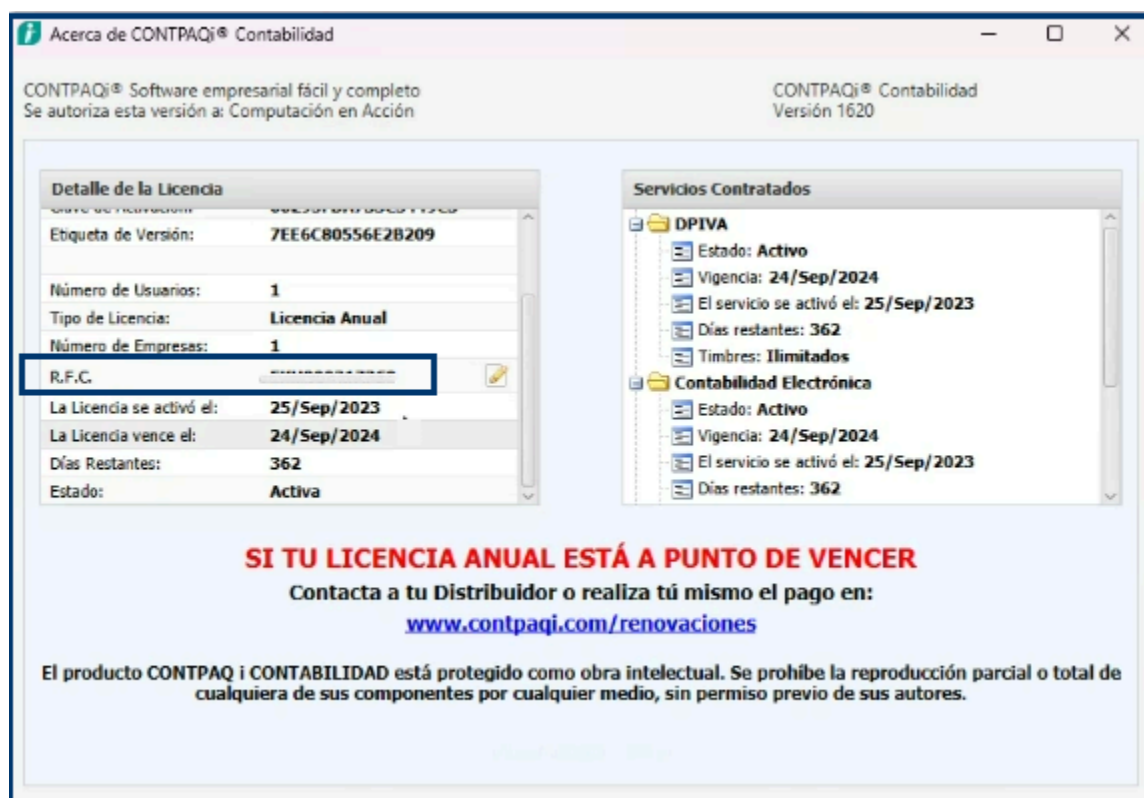 Acerca de CONTPAQi® Contabilidad
CONTPAQi® Software empresarial fácil y completo
Se autoriza esta versión a: Computación en Acción
CONTPAQi® Contabilidad
Versión 1620
Detalle de la Licencia
Etiqueta de Versión: 7EE6C80556E2B209
Número de Usuarios: 1
Tipo de Licencia: Licencia Anual
Número de Empresas: 1
R.F.C.
La Licencia se activó el: 25/Sep/2023
La Licencia vence el: 24/Sep/2024
Días Restantes: 362
Estado: Activa
Servicios Contratados
DPIVA
Estado: Activo
Vigencia: 24/Sep/2024
El servicio se activó el: 25/Sep/2023
Días restantes: 362
Timbres: Ilimitados
Contabilidad Electrónica
Estado: Activo
Vigencia: 24/Sep/2024
El servicio se activó el: 25/Sep/2023
Días restantes: 362
SI TU LICENCIA ANUAL ESTÁ A PUNTO DE VENCER
Contacta a tu Distribuidor o realiza tú mismo el pago en:
www.contpaqi.com/renovaciones
El producto CONTPAQ i CONTABILIDAD está protegido como obra intelectual. Se prohíbe la reproducción parcial o total de
cualquiera de sus componentes por cualquier medio, sin permiso previo de sus autores.